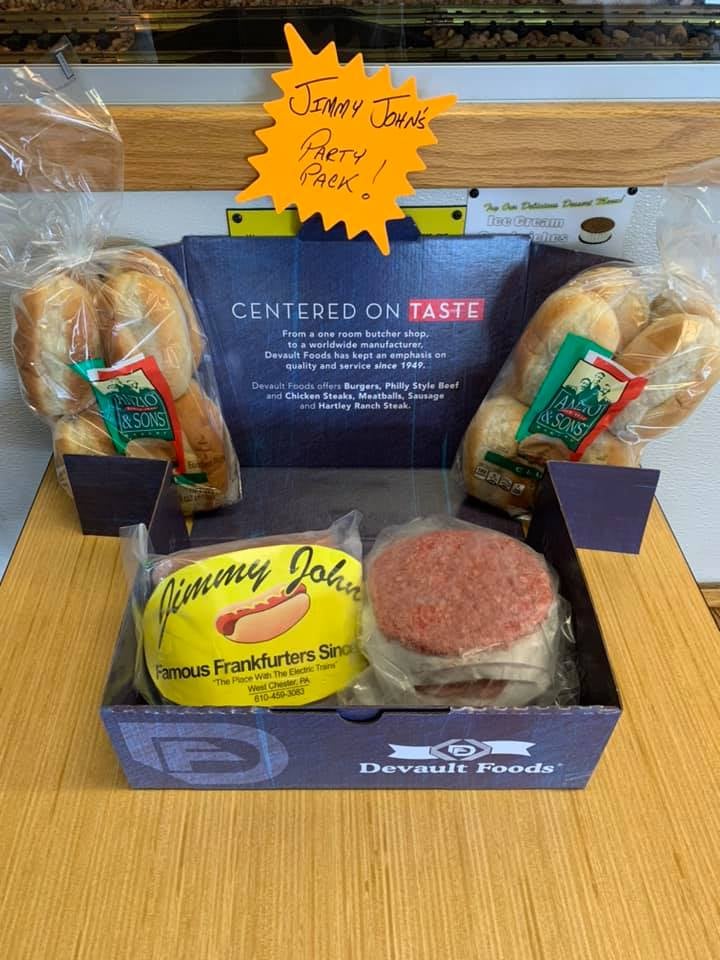 JIMMY JOHN'S
PARTY
PACK!
Try Our Delicious Dessert Menu!
Ice Cream
CENTERED ON TASTE
From a one room butcher shop,
to a worldwide manufacturer,
Devault Foods has kept an emphasis on
quality and service since 1949.
Devault Foods offers Burgers, Philly Style Beef
and Chicken Steaks, Meatballs, Sausage
and Hartley Ranch Steak.
& SONS
& SONS
Jimmy John
Famous Frankfurters Since
"The Place With The Electric Trains"
West Chester, PA
610-459-3083
Devault Foods